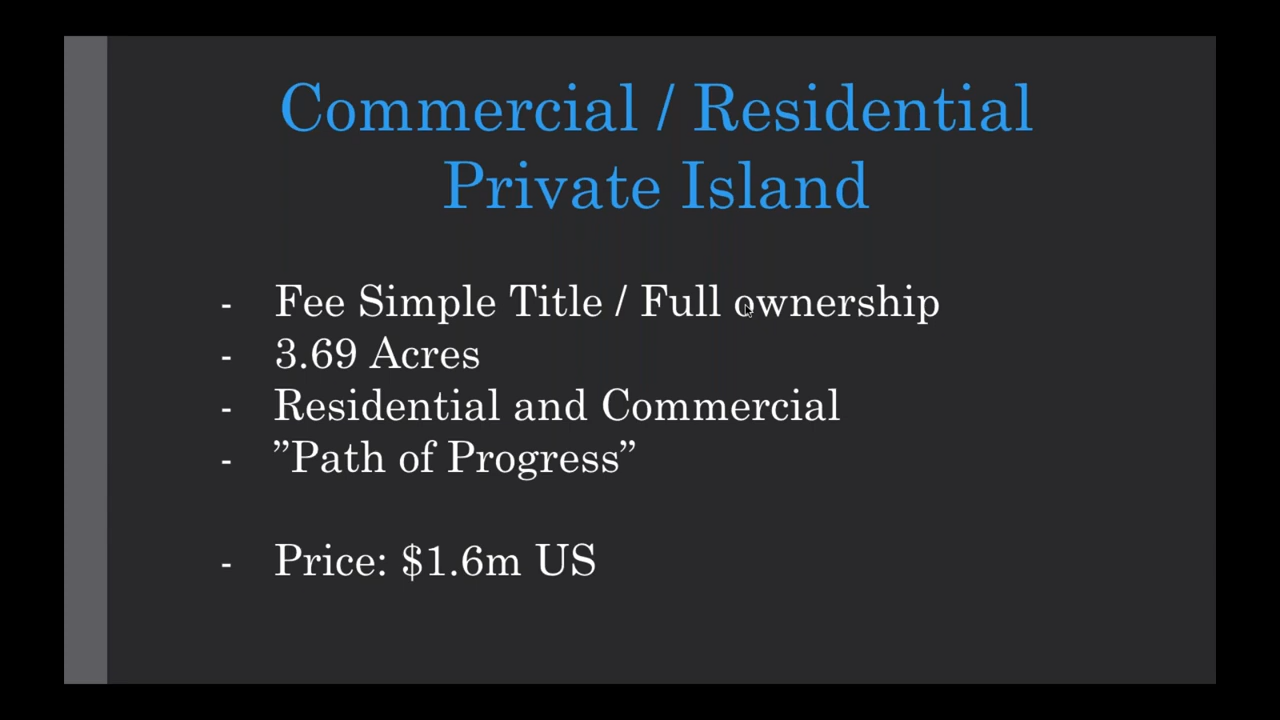 Commercial / Residential
Private Island
- Fee Simple Title / Full ownership
- 3.69 Acres
- Residential and Commercial
- ”Path of Progress”
- Price: $1.6m US